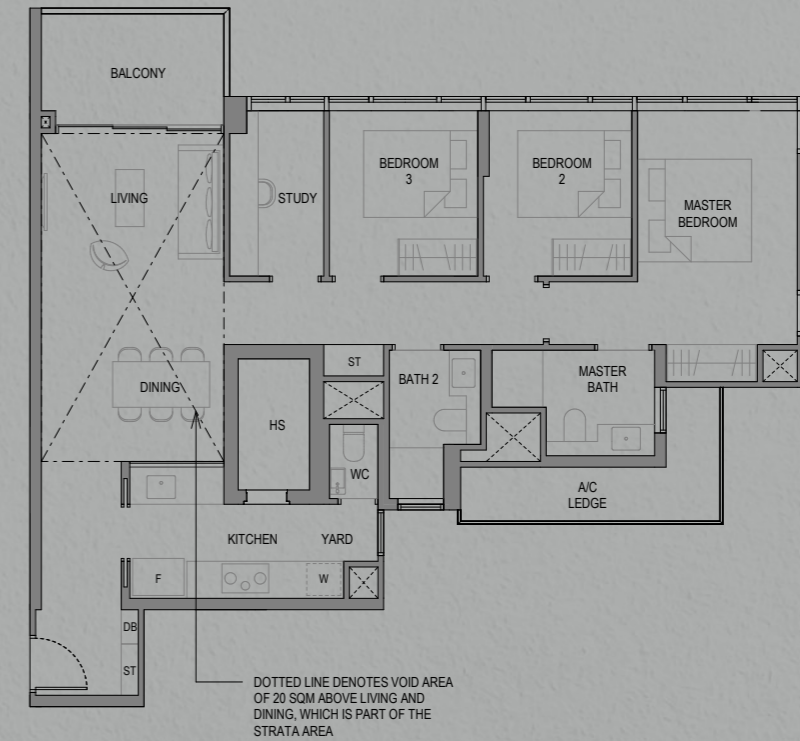 BALCONY
LIVING
STUDY
BEDROOM
3
BEDROOM
2
MASTER
BEDROOM
DINING
ST
HS
BATH 2
MASTER
BATH
WC
A/C
LEDGE
KITCHEN
YARD
F
W
DB
ST
DOTTED LINE DENOTES VOID AREA
OF 20 SQM ABOVE LIVING AND
DINING, WHICH IS PART OF THE
STRATA AREA